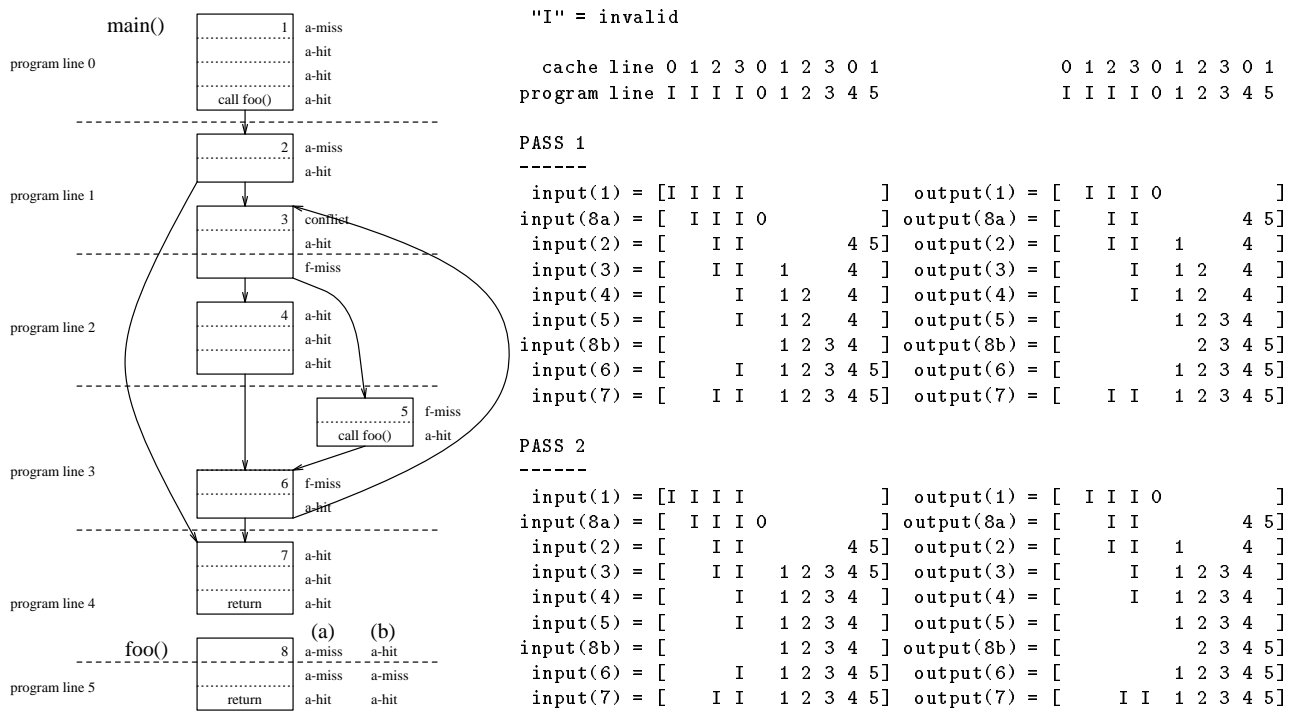 main()
program line 0
1 a-miss
a-hit
a-hit
call foo() a-hit
2 a-miss
a-hit
program line 1
3 conflict
a-hit
f-miss
4 a-hit
program line 2
a-hit
a-hit
5 f-miss
call foo() a-hit
program line 3
6 f-miss
a-hit
7 a-hit
a-hit
program line 4
return a-hit
(a) (b)
foo()
8 a-miss a-hit
program line 5
a-miss a-miss
return a-hit a-hit
"I" = invalid
cache line 0 1 2 3 0 1 2 3 0 1 0 1 2 3 0 1 2 3 0 1
program line I I I I 0 1 2 3 4 5 I I I I 0 1 2 3 4 5
PASS 1
------
input(1) = [I I I I ] output(1) = [ I I I 0 ]
input(8a) = [ I I I 0 ] output(8a) = [ I I 4 5]
input(2) = [ I I 4 5] output(2) = [ I I 1 4 ]
input(3) = [ I I 1 4 ] output(3) = [ I 1 2 4 ]
input(4) = [ I 1 2 4 ] output(4) = [ I 1 2 4 ]
input(5) = [ I 1 2 4 ] output(5) = [ 1 2 3 4 ]
input(8b) = [ 1 2 3 4 ] output(8b) = [ 2 3 4 5]
input(6) = [ I 1 2 3 4 5] output(6) = [ 1 2 3 4 5]
input(7) = [ I I 1 2 3 4 5] output(7) = [ I I 1 2 3 4 5]
PASS 2
------
input(1) = [I I I I ] output(1) = [ I I I 0 ]
input(8a) = [ I I I 0 ] output(8a) = [ I I 4 5]
input(2) = [ I I 4 5] output(2) = [ I I 1 4 ]
input(3) = [ I I 1 2 3 4 5] output(3) = [ I 1 2 3 4 ]
input(4) = [ I 1 2 3 4 ] output(4) = [ I 1 2 3 4 ]
input(5) = [ I 1 2 3 4 ] output(5) = [ 1 2 3 4 ]
input(8b) = [ 1 2 3 4 ] output(8b) = [ 2 3 4 5]
input(6) = [ I 1 2 3 4 5] output(6) = [ 1 2 3 4 5]
input(7) = [ I I 1 2 3 4 5] output(7) = [ I I 1 2 3 4 5]